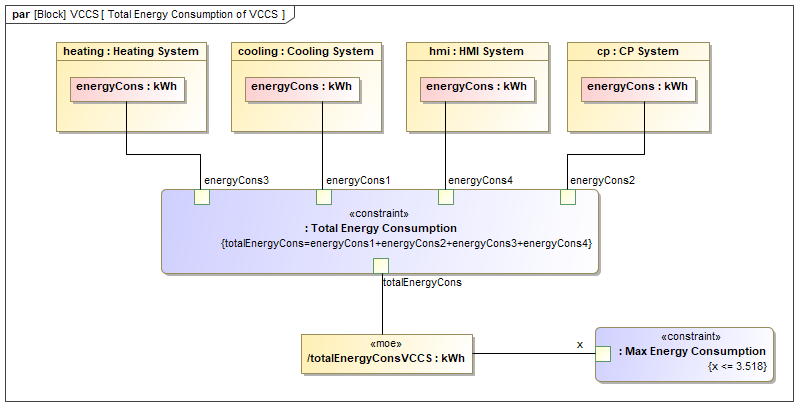 par [Block] VCCS [ Total Energy Consumption of VCCS ]
heating : Heating System
cooling : Cooling System
hmi : HMI System
cp : CP System
energyCons : kWh
energyCons : kWh
energyCons : kWh
energyCons : kWh
energyCons3
energyCons1
energyCons4
energyCons2
«constraint»
: Total Energy Consumption
{totalEnergyCons=energyCons1+energyCons2+energyCons3+energyCons4}
totalEnergyCons
«moe»
/totalEnergyConsVCCS : kWh
x
«constraint»
: Max Energy Consumption
{x <= 3.518}